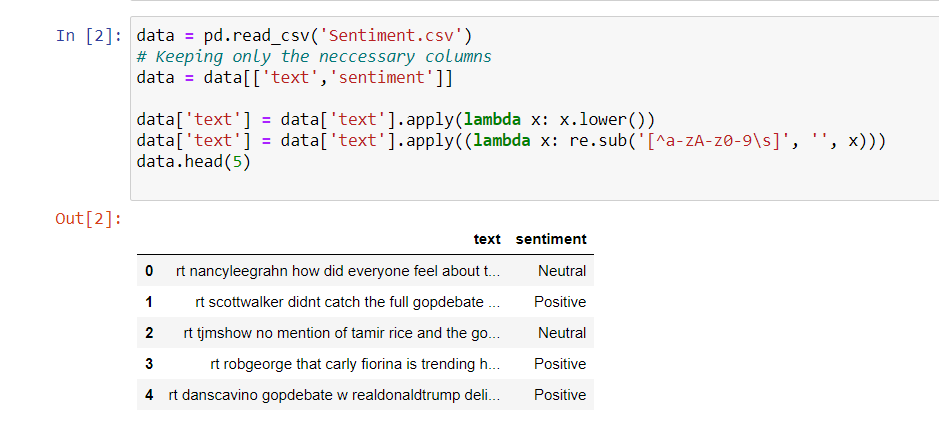 In [2]: data = pd.read_csv('Sentiment.csv')
# Keeping only the neccessary columns
data = data[['text','sentiment']]
data['text'] = data['text'].apply(lambda x: x.lower())
data['text'] = data['text'].apply((lambda x: re.sub('[^a-zA-z0-9\s]', '', x)))
data.head(5)
Out[2]:
text sentiment
0 rt nancyleegrahn how did everyone feel about t... Neutral
1 rt scottwalker didnt catch the full gopdebate ... Positive
2 rt tjmshow no mention of tamir rice and the go... Neutral
3 rt robgeorge that carly fiorina is trending h... Positive
4 rt danscavino gopdebate w realdonaldtrump deli... Positive